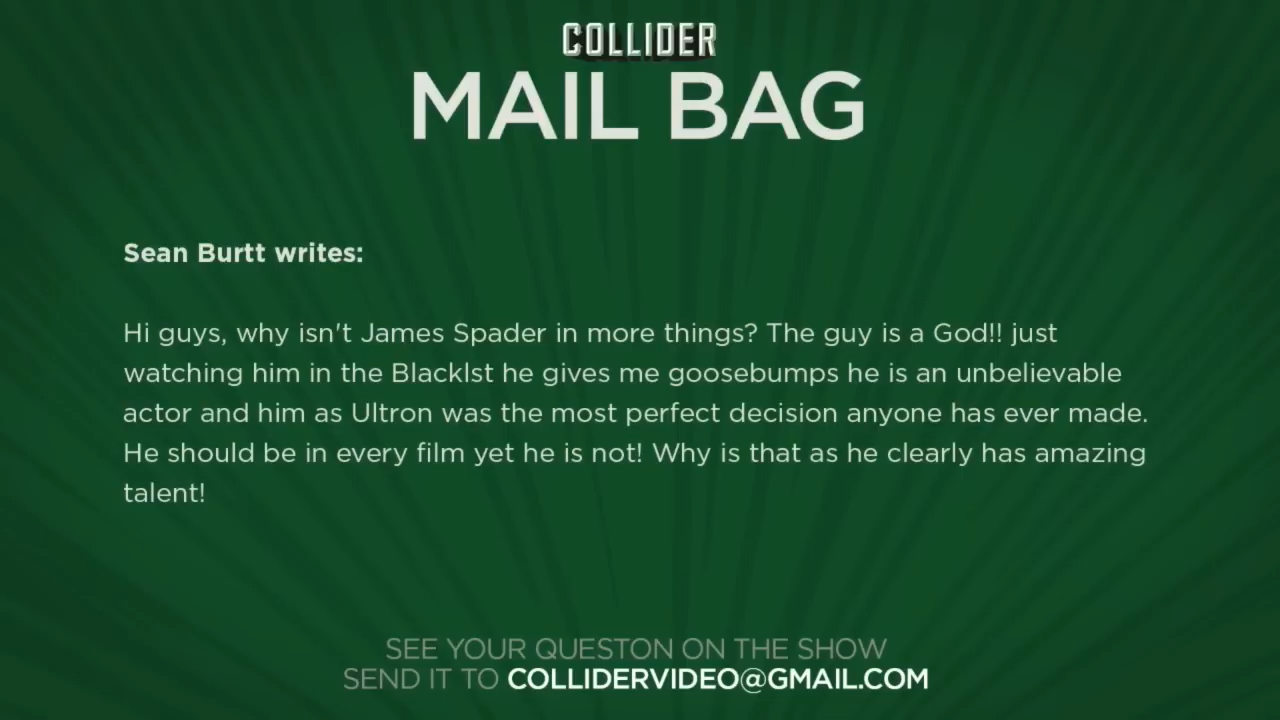 COLLIDER
MAIL BAG
Sean Burtt writes:
Hi guys, why isn't James Spader in more things? The guy is a God!! just
watching him in the Blacklst he gives me goosebumps he is an unbelievable
actor and him as Ultron was the most perfect decision anyone has ever made.
He should be in every film yet he is not! Why is that as he clearly has amazing
talent!
SEE YOUR QUESTON ON THE SHOW
SEND IT TO COLLIDERVIDEO@GMAIL.COM